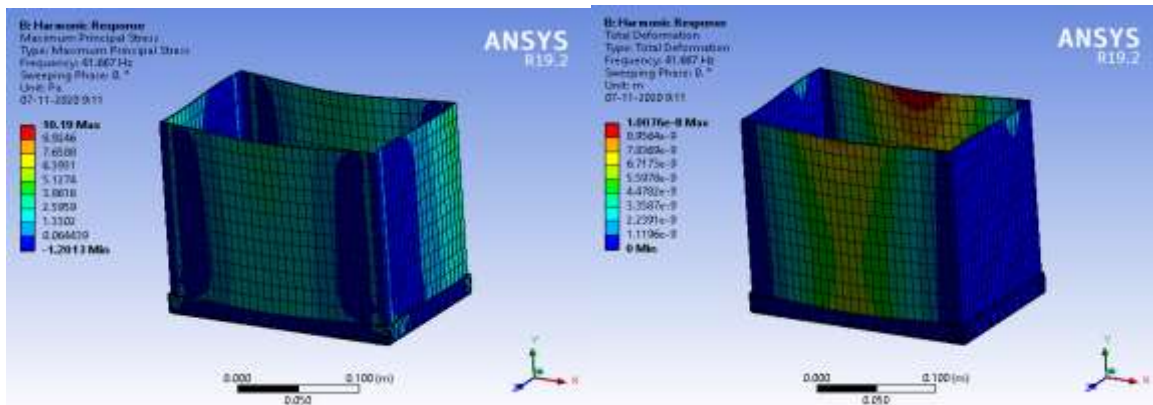 B: Harmonic Response
Maximum Principal Stress
Type: Maximum Principal Stress
Frequency: 41.667 Hz
Sweeping Phase: 0. °
Unit: Pa
07-11-2020 9:11
10.19 Max
8.9246
7.6588
6.3931
5.1274
3.8616
2.5959
1.3302
0.064439
-1.2013 Min
ANSYS
R19.2
0.000
0.100 (m)
0.050
Y
X
Z
B: Harmonic Response
Total Deformation
Type: Total Deformation
Frequency: 41.667 Hz
Sweeping Phase: 0. °
Unit: m
07-11-2020 9:11
1.0076e-8 Max
8.9564e-9
7.8369e-9
6.7173e-9
5.5978e-9
4.4782e-9
3.3587e-9
2.2391e-9
1.1196e-9
0 Min
ANSYS
R19.2
0.000
0.100 (m)
0.050
Y
X
Z